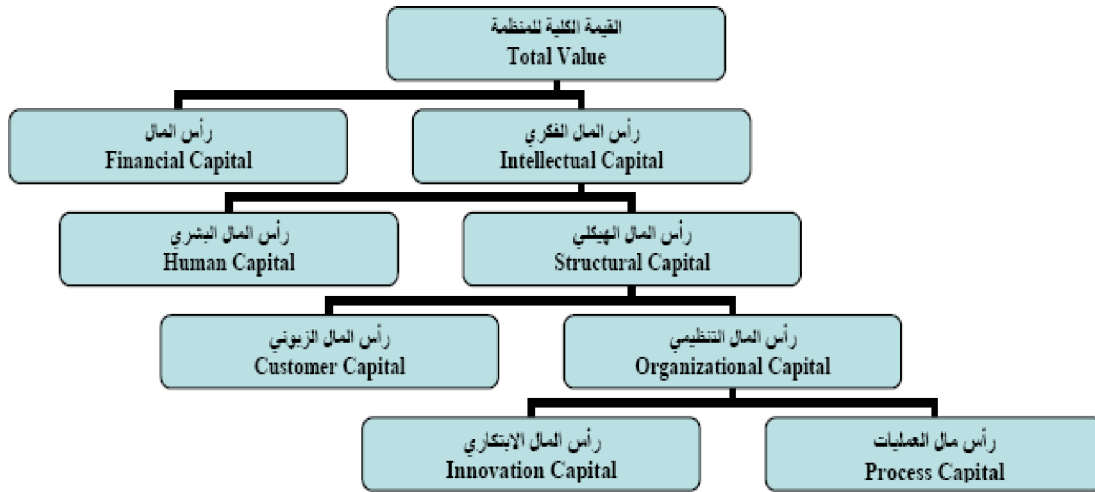 القيمة الكلية للمنظمة
Total Value
رأس المال
Financial Capital
رأس المال الفكري
Intellectual Capital
رأس المال البشري
Human Capital
رأس المال الهيكلي
Structural Capital
رأس المال الزبوني
Customer Capital
رأس المال التنظيمي
Organizational Capital
رأس المال الابتكاري
Innovation Capital
رأس مال العمليات
Process Capital